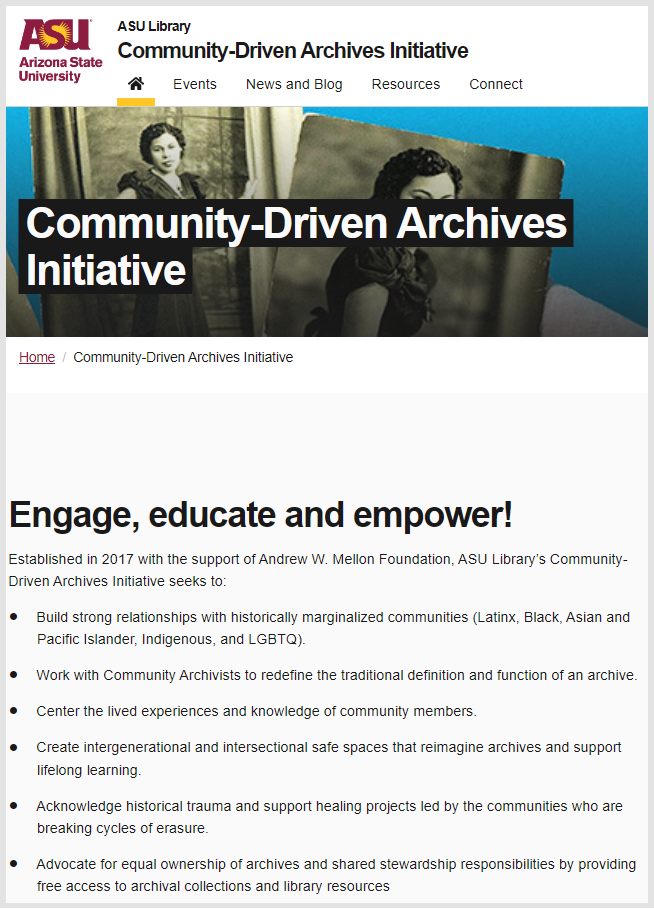 ASU
Arizona State
University
ASU Library
Community-Driven Archives Initiative
Events News and Blog Resources Connect
Community-Driven Archives
Initiative
Home / Community-Driven Archives Initiative
Engage, educate and empower!
Established in 2017 with the support of Andrew W. Mellon Foundation, ASU Library’s Community-
Driven Archives Initiative seeks to:
● Build strong relationships with historically marginalized communities (Latinx, Black, Asian and
Pacific Islander, Indigenous, and LGBTQ).
● Work with Community Archivists to redefine the traditional definition and function of an archive.
● Center the lived experiences and knowledge of community members.
● Create intergenerational and intersectional safe spaces that reimagine archives and support
lifelong learning.
● Acknowledge historical trauma and support healing projects led by the communities who are
breaking cycles of erasure.
● Advocate for equal ownership of archives and shared stewardship responsibilities by providing
free access to archival collections and library resources